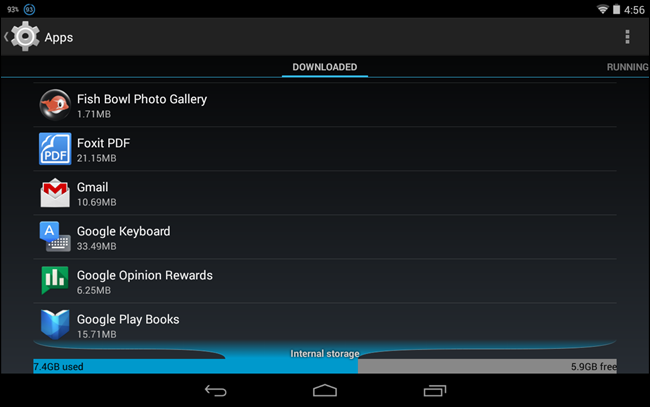 93% 93 4:56
Apps
DOWNLOADED RUNNING
Fish Bowl Photo Gallery
1.71MB
Foxit PDF
PDF
21.15MB
Gmail
10.69MB
A
Google Keyboard
33.49MB
Google Opinion Rewards
6.25MB
Google Play Books
15.71MB
Internal storage
7.4GB used 5.9GB free